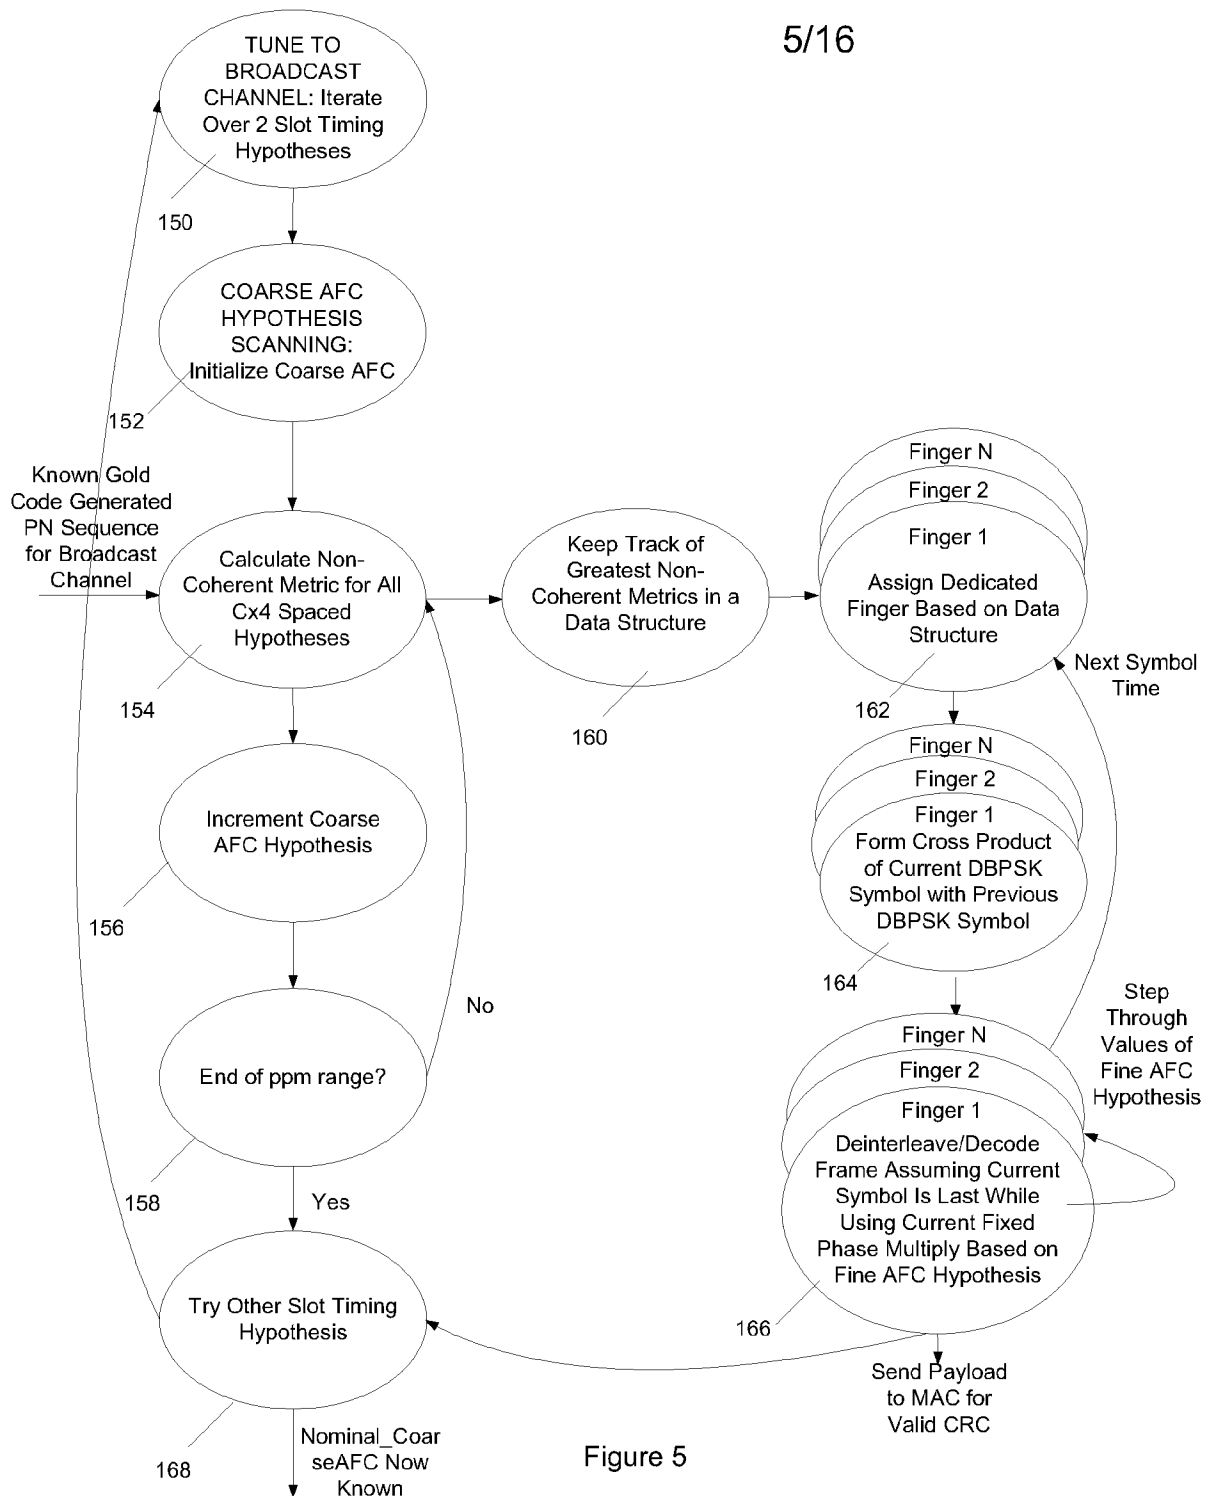 5/16
TUNE TO
BROADCAST
CHANNEL: Iterate
Over 2 Slot Timing
Hypotheses
150
COARSE AFC
HYPOTHESIS
SCANNING:
Initialize Coarse AFC
152
Known Gold
Code Generated
PN Sequence
for Broadcast
Channel
Calculate Non-
Coherent Metric for All
Cx4 Spaced
Hypotheses
154
Keep Track of
Greatest Non-
Coherent Metrics in a
Data Structure
160
Finger N
Finger 2
Finger 1
Assign Dedicated
Finger Based on Data
Structure
162
Next Symbol
Time
Increment Coarse
AFC Hypothesis
156
Finger N
Finger 2
Finger 1
Form Cross Product
of Current DBPSK
Symbol with Previous
DBPSK Symbol
164
End of ppm range?
No
158
Yes
Finger N
Finger 2
Finger 1
Deinterleave/Decode
Frame Assuming Current
Symbol Is Last While
Using Current Fixed
Phase Multiply Based on
Fine AFC Hypothesis
166
Step
Through
Values of
Fine AFC
Hypothesis
Try Other Slot Timing
Hypothesis
168
Send Payload
to MAC for
Valid CRC
Nominal_Coar
seAFC Now
Known
Figure 5